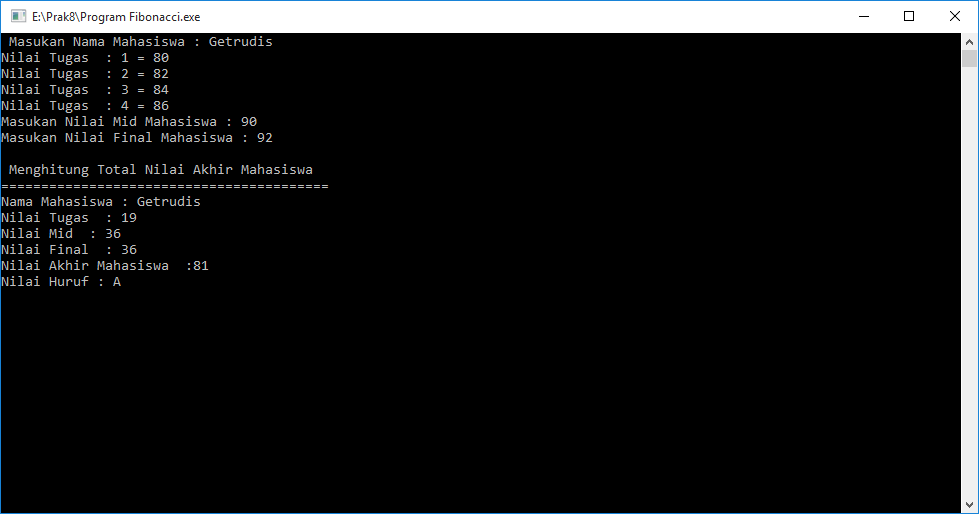 E:\Prak8\Program Fibonacci.exe
Masukan Nama Mahasiswa : Getrudis
Nilai Tugas  : 1 = 80
Nilai Tugas  : 2 = 82
Nilai Tugas  : 3 = 84
Nilai Tugas  : 4 = 86
Masukan Nilai Mid Mahasiswa : 90
Masukan Nilai Final Mahasiswa : 92
Menghitung Total Nilai Akhir Mahasiswa
=========================================
Nama Mahasiswa : Getrudis
Nilai Tugas  : 19
Nilai Mid  : 36
Nilai Final  : 36
Nilai Akhir Mahasiswa  :81
Nilai Huruf : A